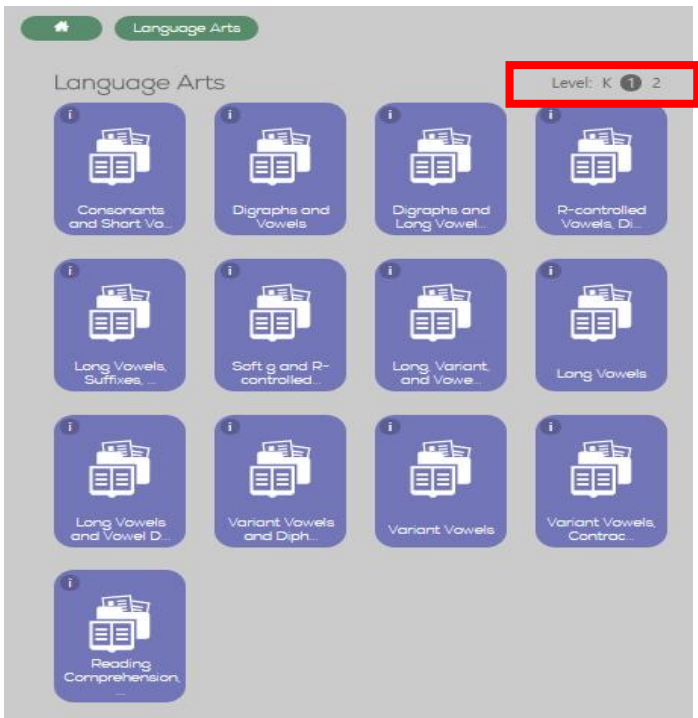 Language Arts
Language Arts
Level: K 1 2
i
i
i
i
Consonants
and Short Vo...
Digraphs and
Vowels
Digraphs and
Long Vowel...
R-controlled
Vowels, Di...
i
i
i
i
Long Vowels,
Suffixes, ...
Soft g and R-
controlled...
Long, Variant,
and Vowe...
Long Vowels
i
i
i
i
Long Vowels
and Vowel D...
Variant Vowels
and Diph...
Variant Vowels
Variant Vowels,
Contrac...
i
Reading
Comprehension,
...